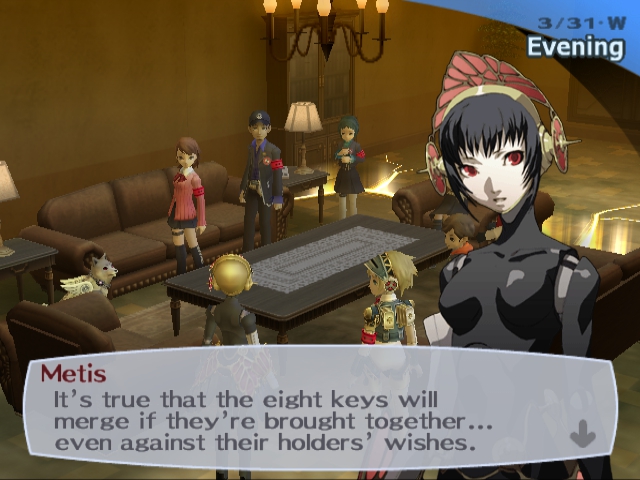 3/31·W
Evening
Metis
It's true that the eight keys will
merge if they're brought together...
even against their holders' wishes.